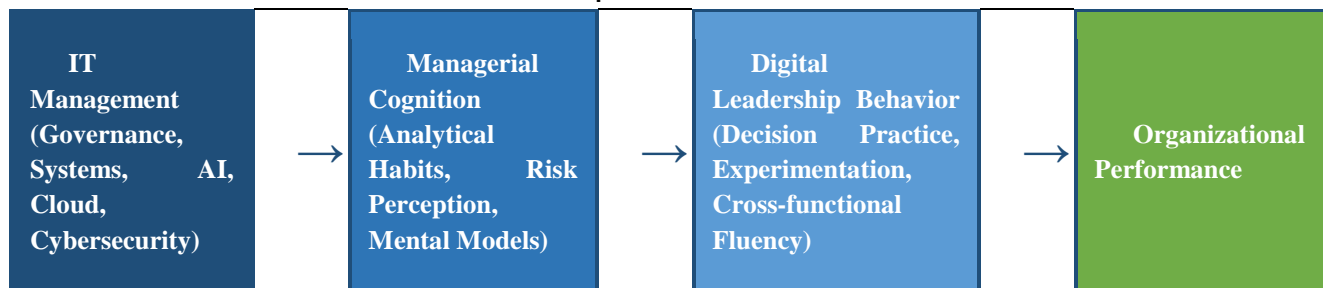 IT
Management
(Governance,
Systems, AI,
Cloud,
Cybersecurity)
→
Managerial
Cognition
(Analytical
Habits, Risk
Perception,
Mental Models)
→
Digital
Leadership Behavior
(Decision Practice,
Experimentation,
Cross-functional
Fluency)
→
Organizational
Performance